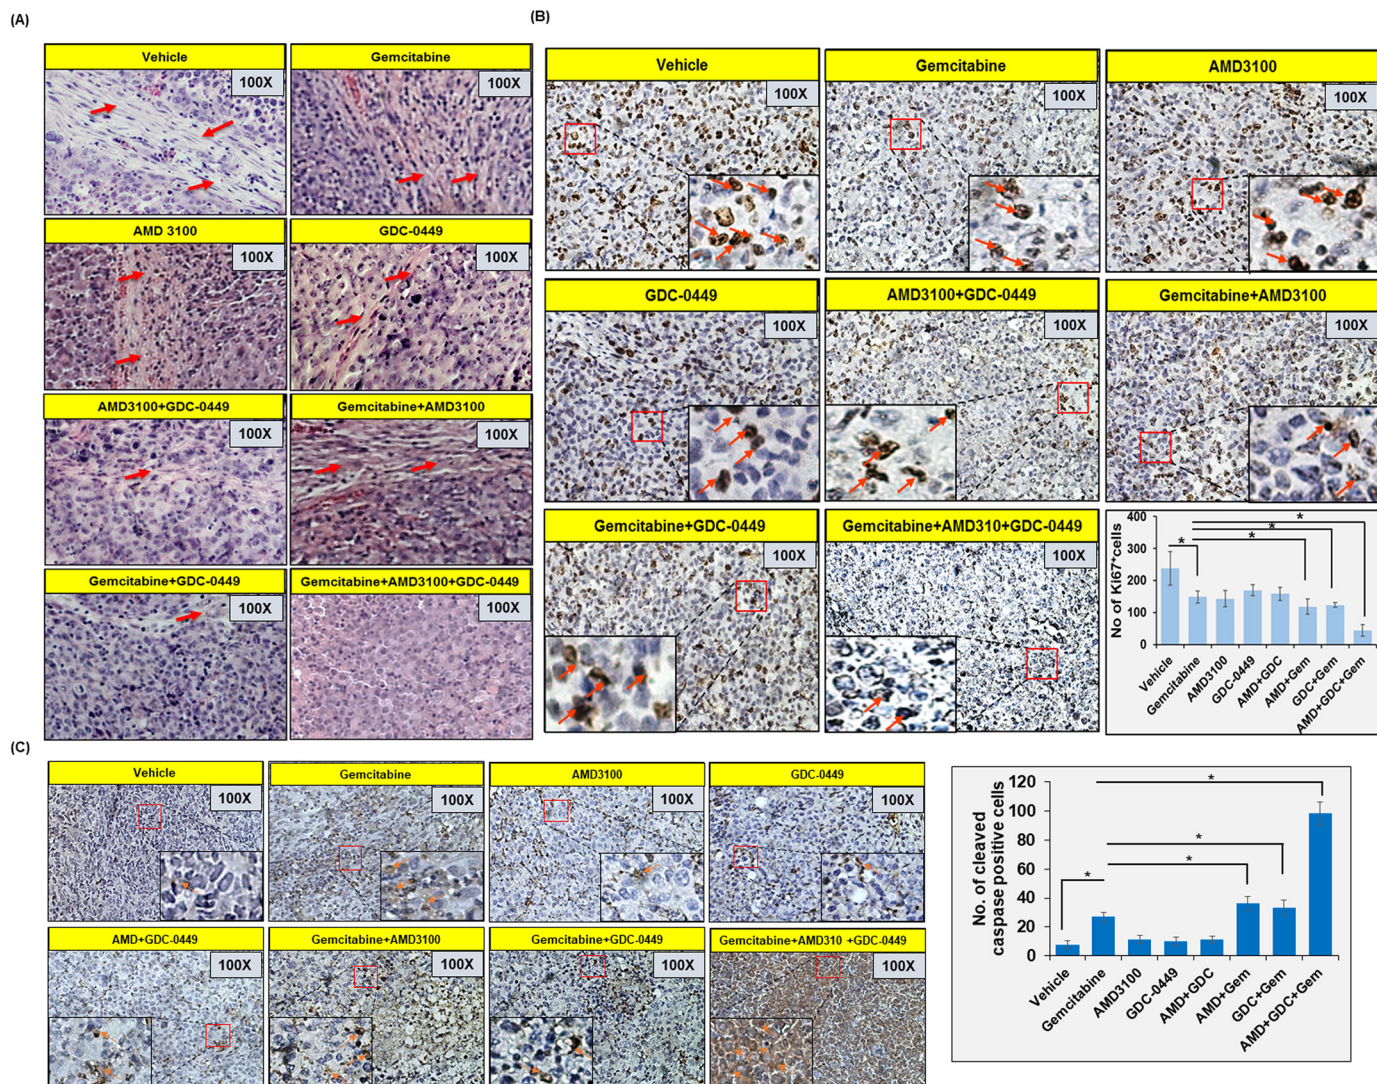 (A)
Vehicle
100X
Gemcitabine
100X
AMD 3100
100X
GDC-0449
100X
AMD3100+GDC-0449
100X
Gemcitabine+AMD3100
100X
Gemcitabine+GDC-0449
100X
Gemcitabine+AMD3100+GDC-0449
100X
(B)
Vehicle
100X
Gemcitabine
100X
AMD3100
100X
GDC-0449
100X
AMD3100+GDC-0449
100X
Gemcitabine+AMD3100
100X
Gemcitabine+GDC-0449
100X
Gemcitabine+AMD310+GDC-0449
100X
No of KI67+cells
400
300
200
100
0
* * * *
Vehicle
Gemcitabine
AMD3100
GDC-0449
AMD+GDC
AMD+Gem
GDC+Gem
AMD+GDC+Gem
(C)
Vehicle
100X
Gemcitabine
100X
AMD3100
100X
GDC-0449
100X
AMD+GDC-0449
100X
Gemcitabine+AMD3100
100X
Gemcitabine+GDC-0449
100X
Gemcitabine+AMD310 +GDC-0449
100X
No. of cleaved
caspase positive cells
120
100
80
60
40
20
0
* * * *
Vehicle
Gemcitabine
AMD3100
GDC-0449
AMD+GDC
AMD+Gem
GDC+Gem
AMD+GDC+Gem